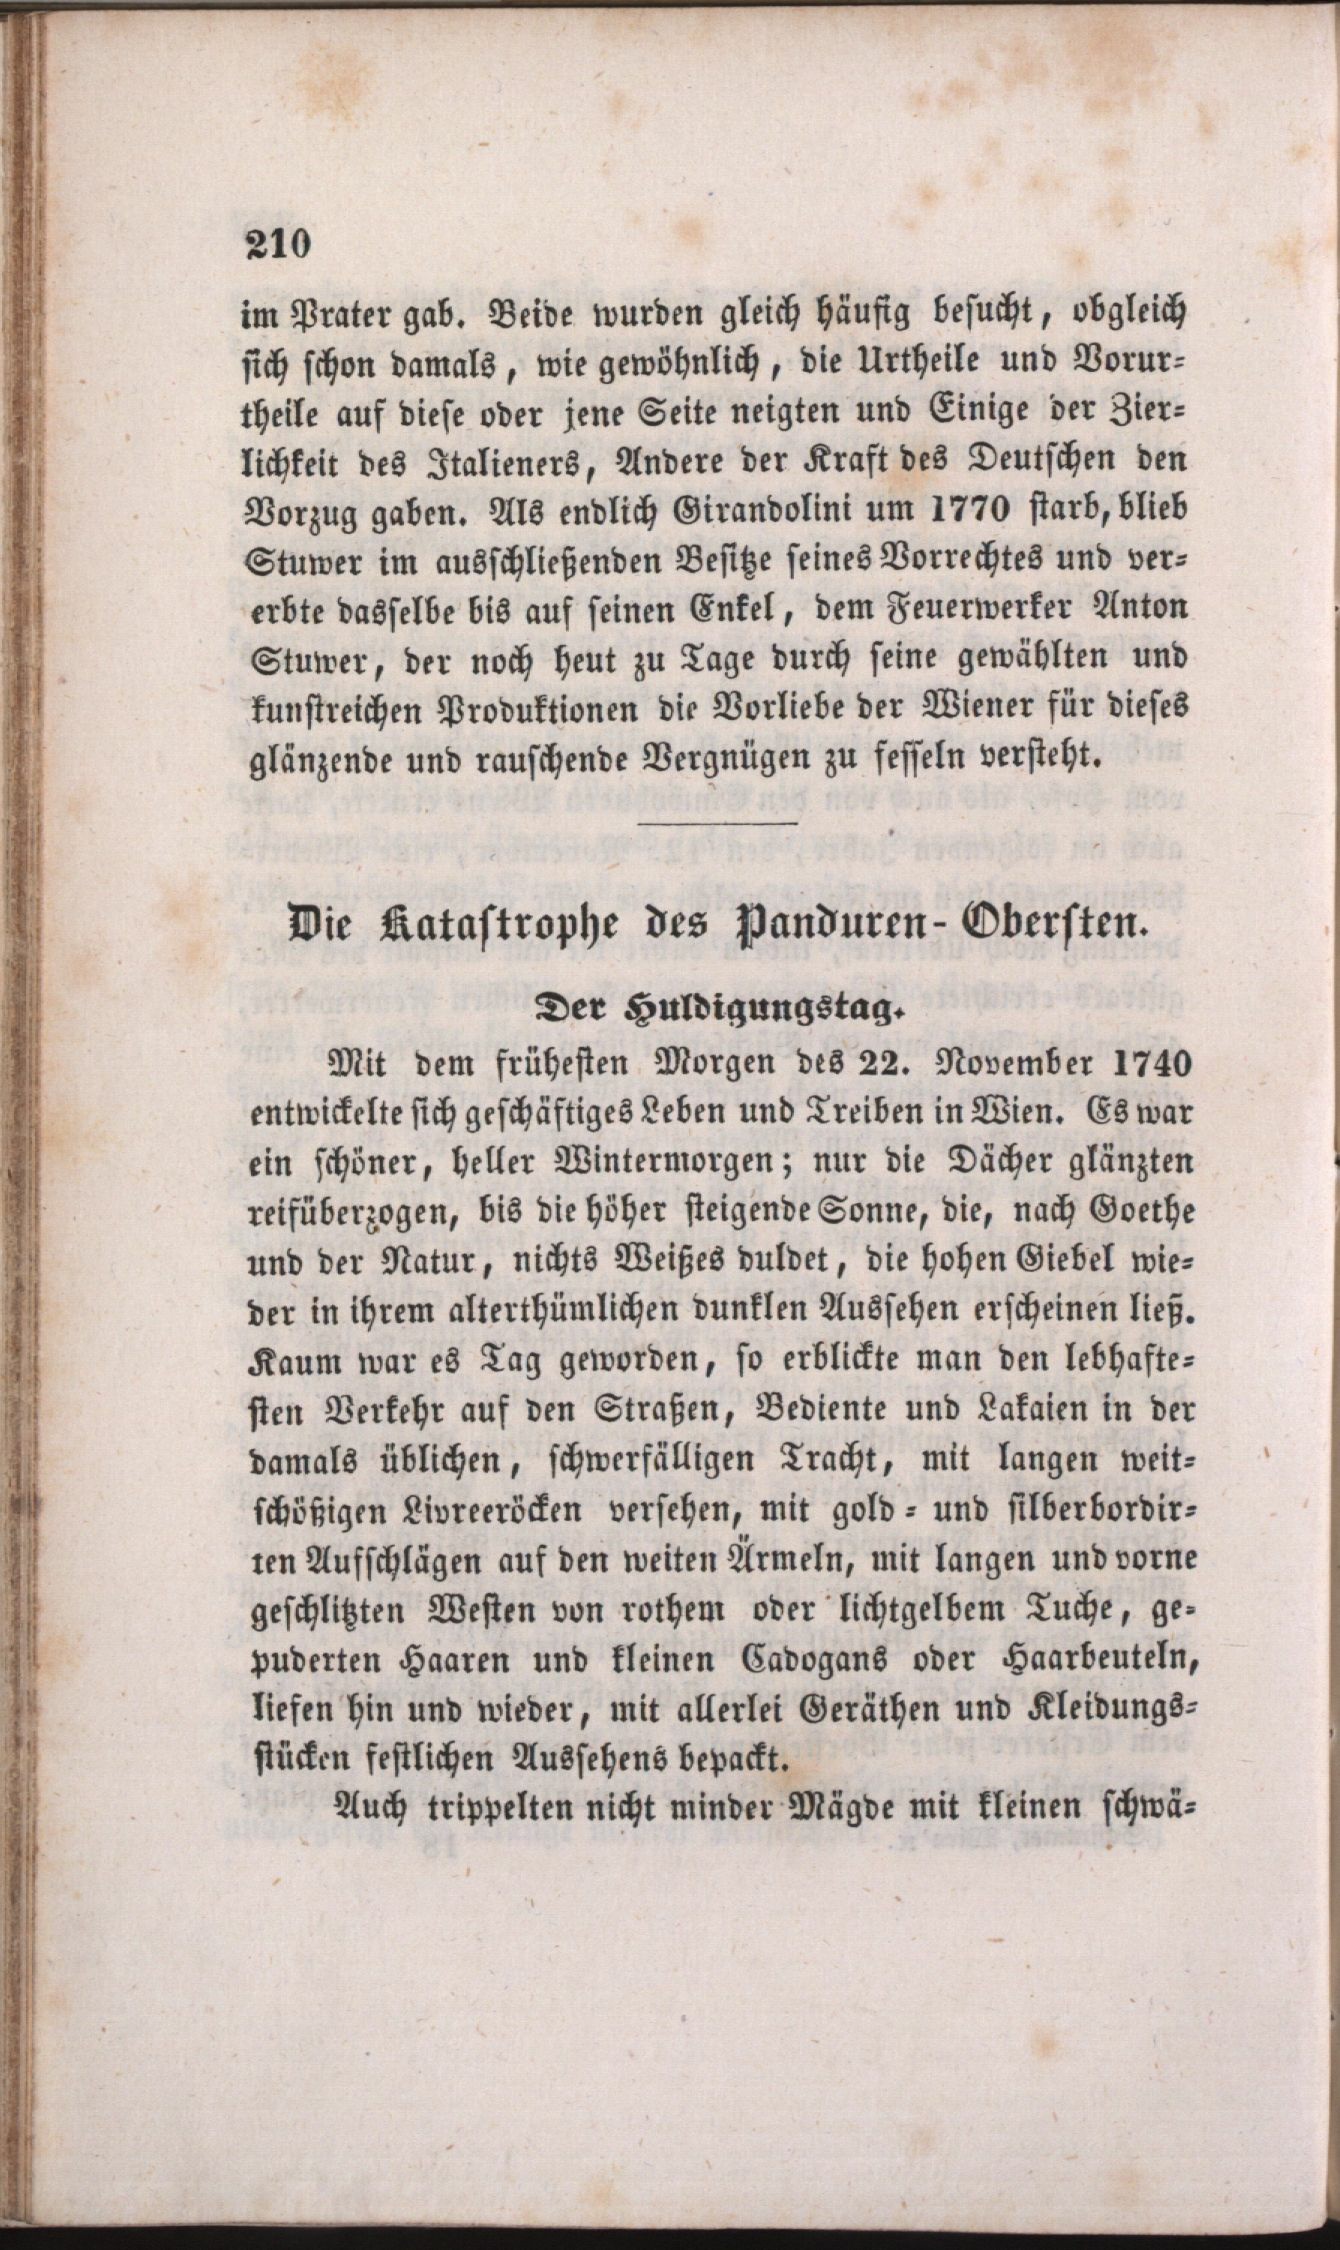 210
im Prater gab. Beide wurden gleich häufig besucht, obgleich
sich schon damals, wie gewöhnlich, die Urtheile und Vorur-
theile auf diese oder jene Seite neigten und Einige der Zier-
lichkeit des Italieners, Andere der Kraft des Deutschen den
Vorzug gaben. Als endlich Girandolini um 1770 starb, blieb
Stuwer im ausschließenden Besitze seines Vorrechtes und ver-
erbte dasselbe bis auf seinen Enkel, dem Feuerwerker Anton
Stuwer, der noch heut zu Tage durch seine gewählten und
kunstreichen Produktionen die Vorliebe der Wiener für dieses
glänzende und rauschende Vergnügen zu fesseln versteht.
Die Katastrophe des Panduren-Obersten.
Der Huldigungstag.
Mit dem frühesten Morgen des 22. November 1740
entwickelte sich geschäftiges Leben und Treiben in Wien. Es war
ein schöner, heller Wintermorgen; nur die Dächer glänzten
reifüberzogen, bis die höher steigende Sonne, die, nach Goethe
und der Natur, nichts Weißes duldet, die hohen Giebel wie-
der in ihrem alterthümlichen dunklen Aussehen erscheinen ließ.
Kaum war es Tag geworden, so erblickte man den lebhafte-
sten Verkehr auf den Straßen, Bediente und Lakaien in der
damals üblichen, schwerfälligen Tracht, mit langen weit-
schößigen Livreeröcken versehen, mit gold- und silberbordir-
ten Aufschlägen auf den weiten Ärmeln, mit langen und vorne
geschlitzten Westen von rothem oder lichtgelbem Tuche, ge-
puderten Haaren und kleinen Cadogans oder Haarbeuteln,
liefen hin und wieder, mit allerlei Geräthen und Kleidungs-
stücken festlichen Aussehens bepackt.
Auch trippelten nicht minder Mägde mit kleinen schwä-